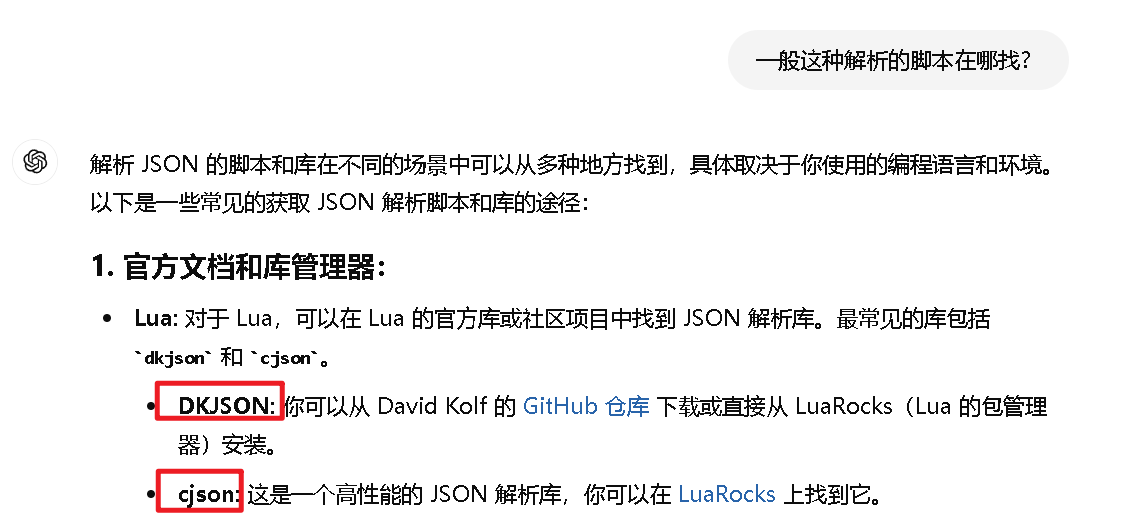 一般这种解析的脚本在哪找？
解析 JSON 的脚本和库在不同的场景中可以从多种地方找到，具体取决于你使用的编程语言和环境。
以下是一些常见的获取 JSON 解析脚本和库的途径：
1. 官方文档和库管理器：
• Lua: 对于 Lua，可以在 Lua 的官方库或社区项目中找到 JSON 解析库。最常见的库包括
`dkjson` 和 `cjson`。
• DKJSON: 你可以从 David Kolf 的 GitHub 仓库 下载或直接从 LuaRocks（Lua 的包管理
器）安装。
• cjson: 这是一个高性能的 JSON 解析库，你可以在 LuaRocks 上找到它。